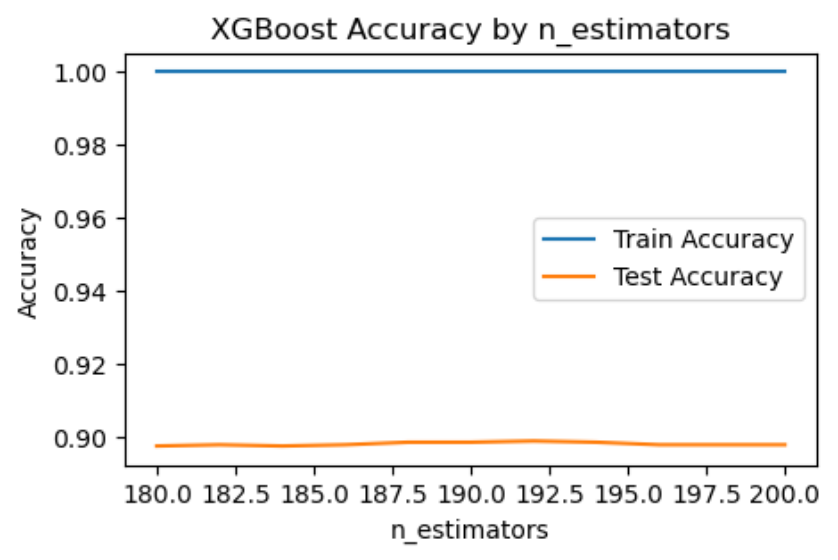 XGBoost Accuracy by n_estimators
1.00
0.98
0.96
0.94
0.92
0.90
Accuracy
Train Accuracy
Test Accuracy
180.0 182.5 185.0 187.5 190.0 192.5 195.0 197.5 200.0
n_estimators